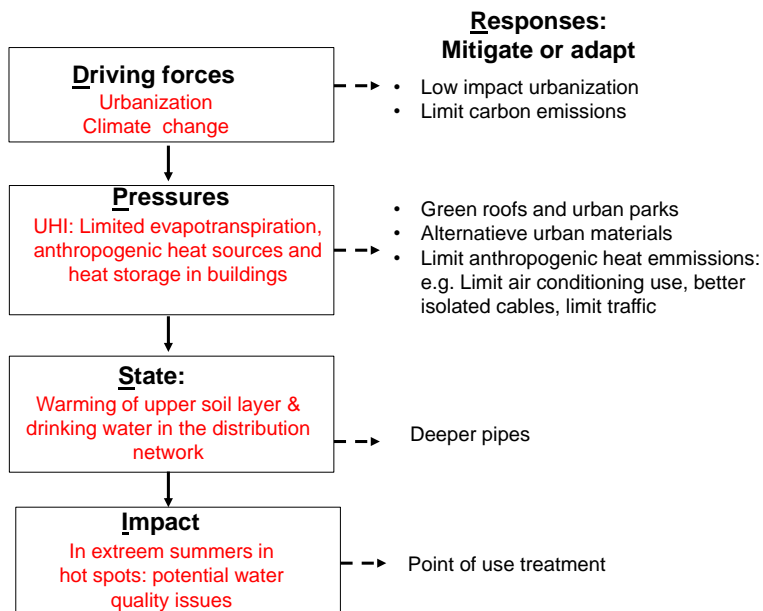 Responses:
Mitigate or adapt
Driving forces
Urbanization
Climate change
• Low impact urbanization
• Limit carbon emissions
Pressures
UHI: Limited evapotranspiration,
anthropogenic heat sources and
heat storage in buildings
• Green roofs and urban parks
• Alternatieve urban materials
• Limit anthropogenic heat emmissions:
e.g. Limit air conditioning use, better
isolated cables, limit traffic
State:
Warming of upper soil layer &
drinking water in the distribution
network
Deeper pipes
Impact
In extreem summers in
hot spots: potential water
quality issues
Point of use treatment